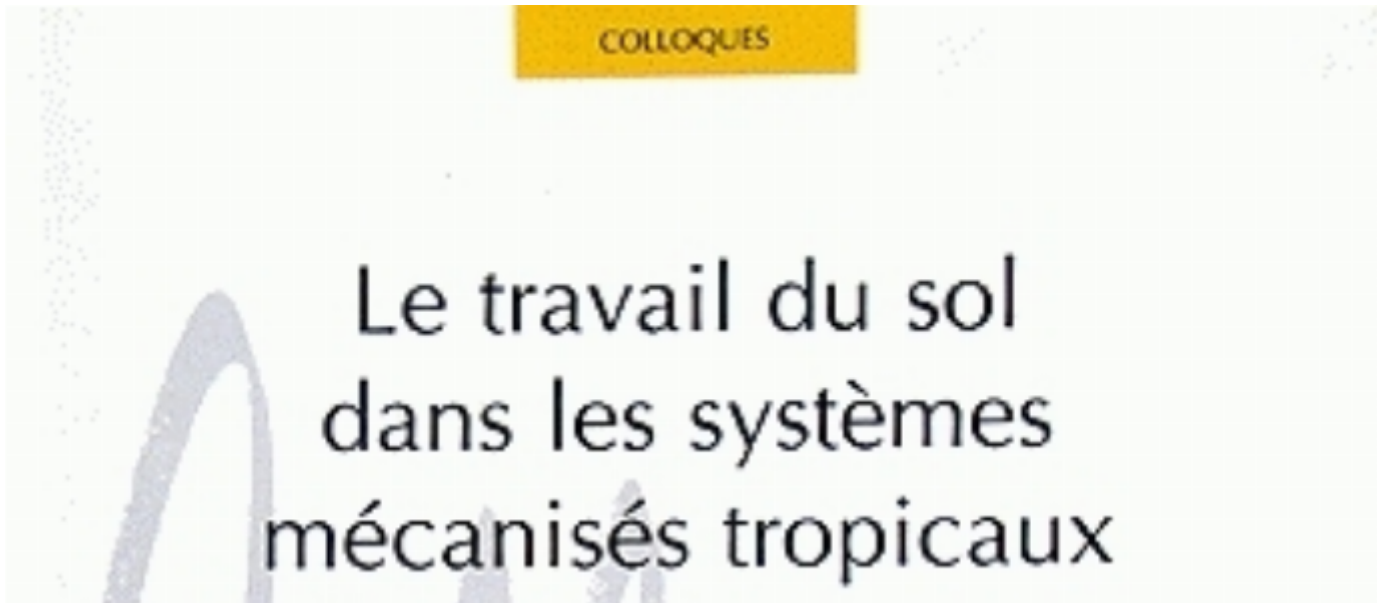 COLLOQUES
Le travail du sol
dans les systèmes
mécanisés tropicaux